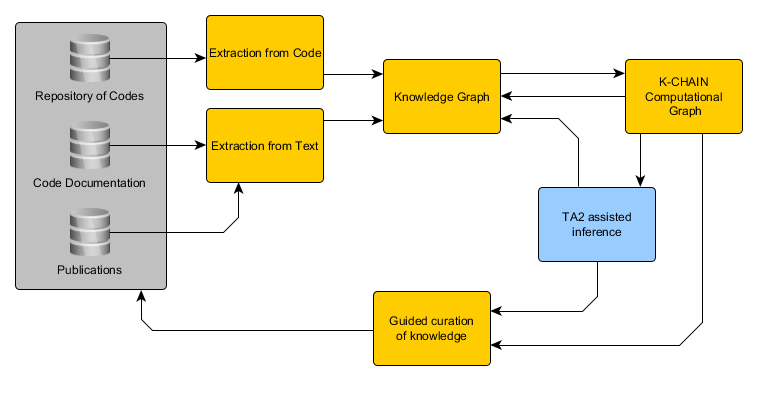 Repository of Codes
Code Documentation
Publications
Extraction from Code
Extraction from Text
Knowledge Graph
K-CHAIN
Computational
Graph
TA2 assisted
inference
Guided curation
of knowledge